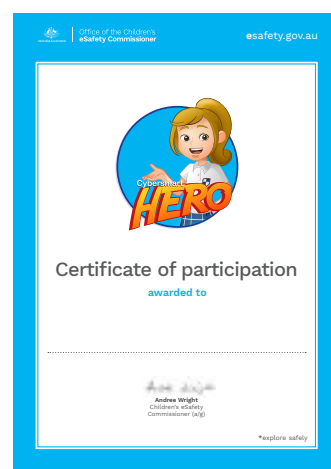 Office of the Children's
eSafety Commissioner
esafety.gov.au
Cybersmart
HERO
Certificate of participation
awarded to
Andree Wright
Children's eSafety
Commissioner (a/g)
*explore safely